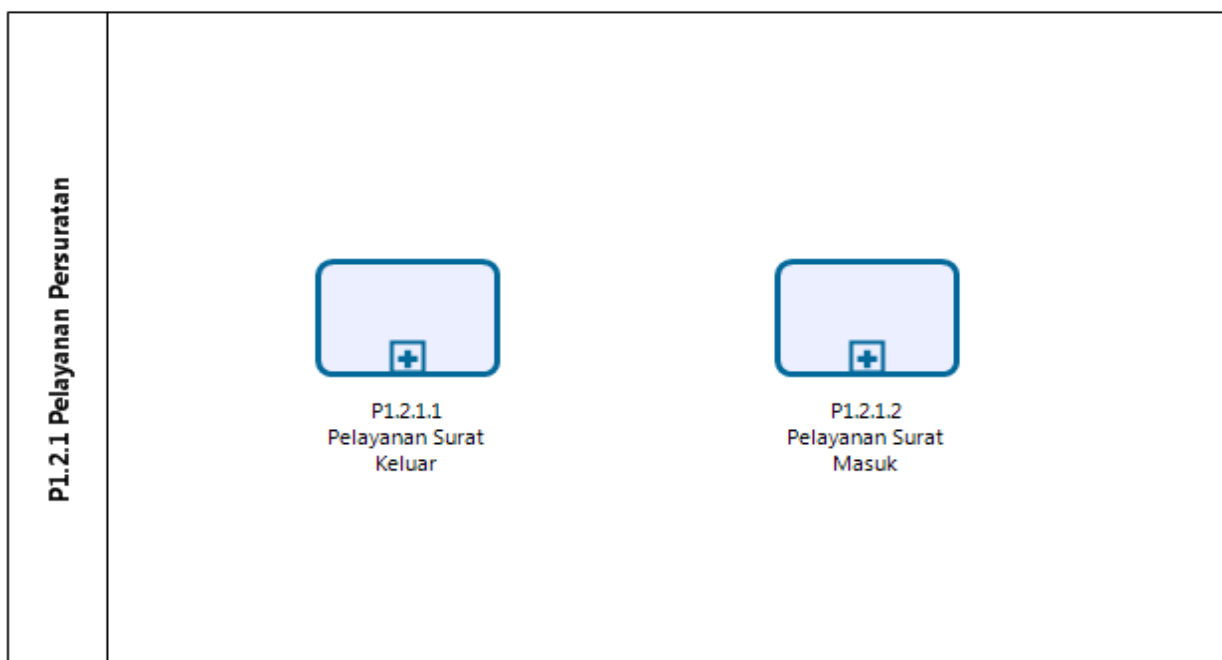 P1.2.1 Pelayanan Persuratan
P1.2.1.1
Pelayanan Surat
Keluar
P1.2.1.2
Pelayanan Surat
Masuk